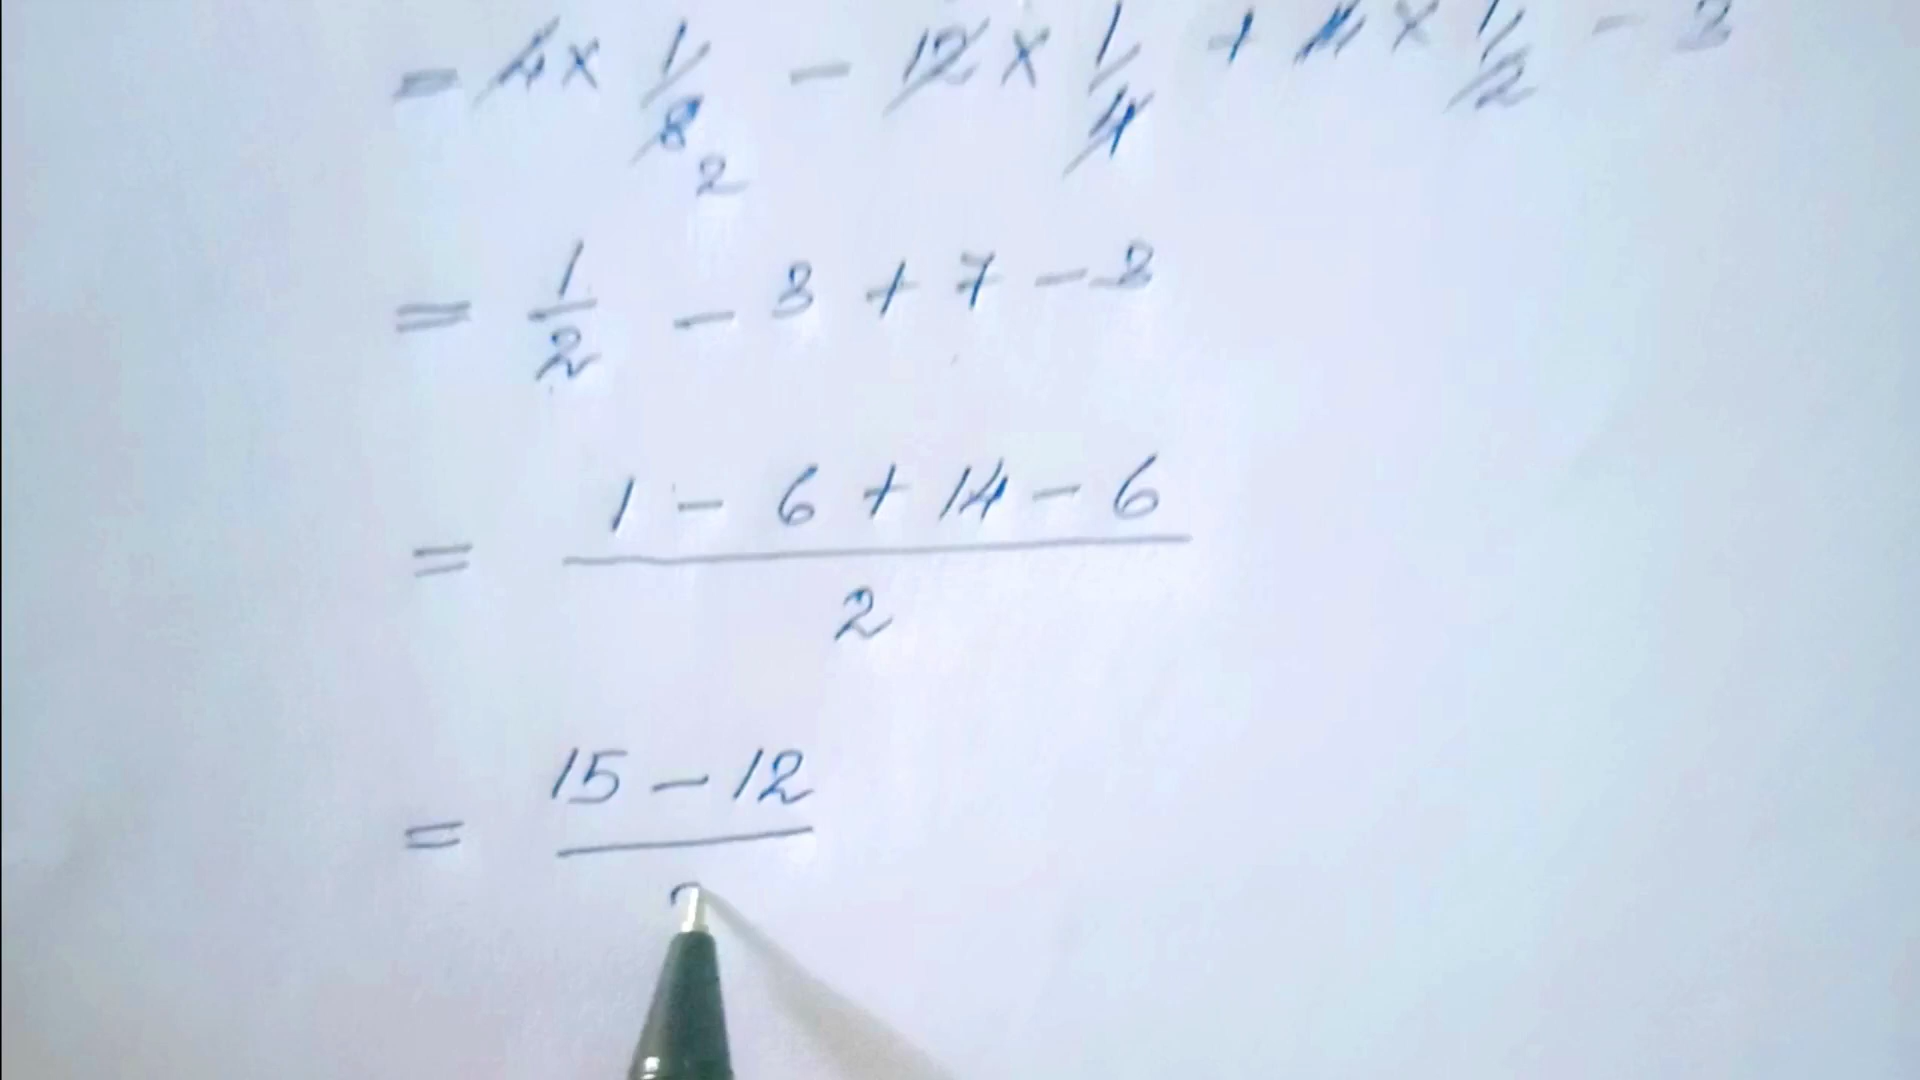 = 4 × 1/8 2 - 12 × 1/4 + × 1/2 - 3
= 1/2 - 3 + 7 - 3
= 1 - 6 + 14 - 6
2
= 15 - 12